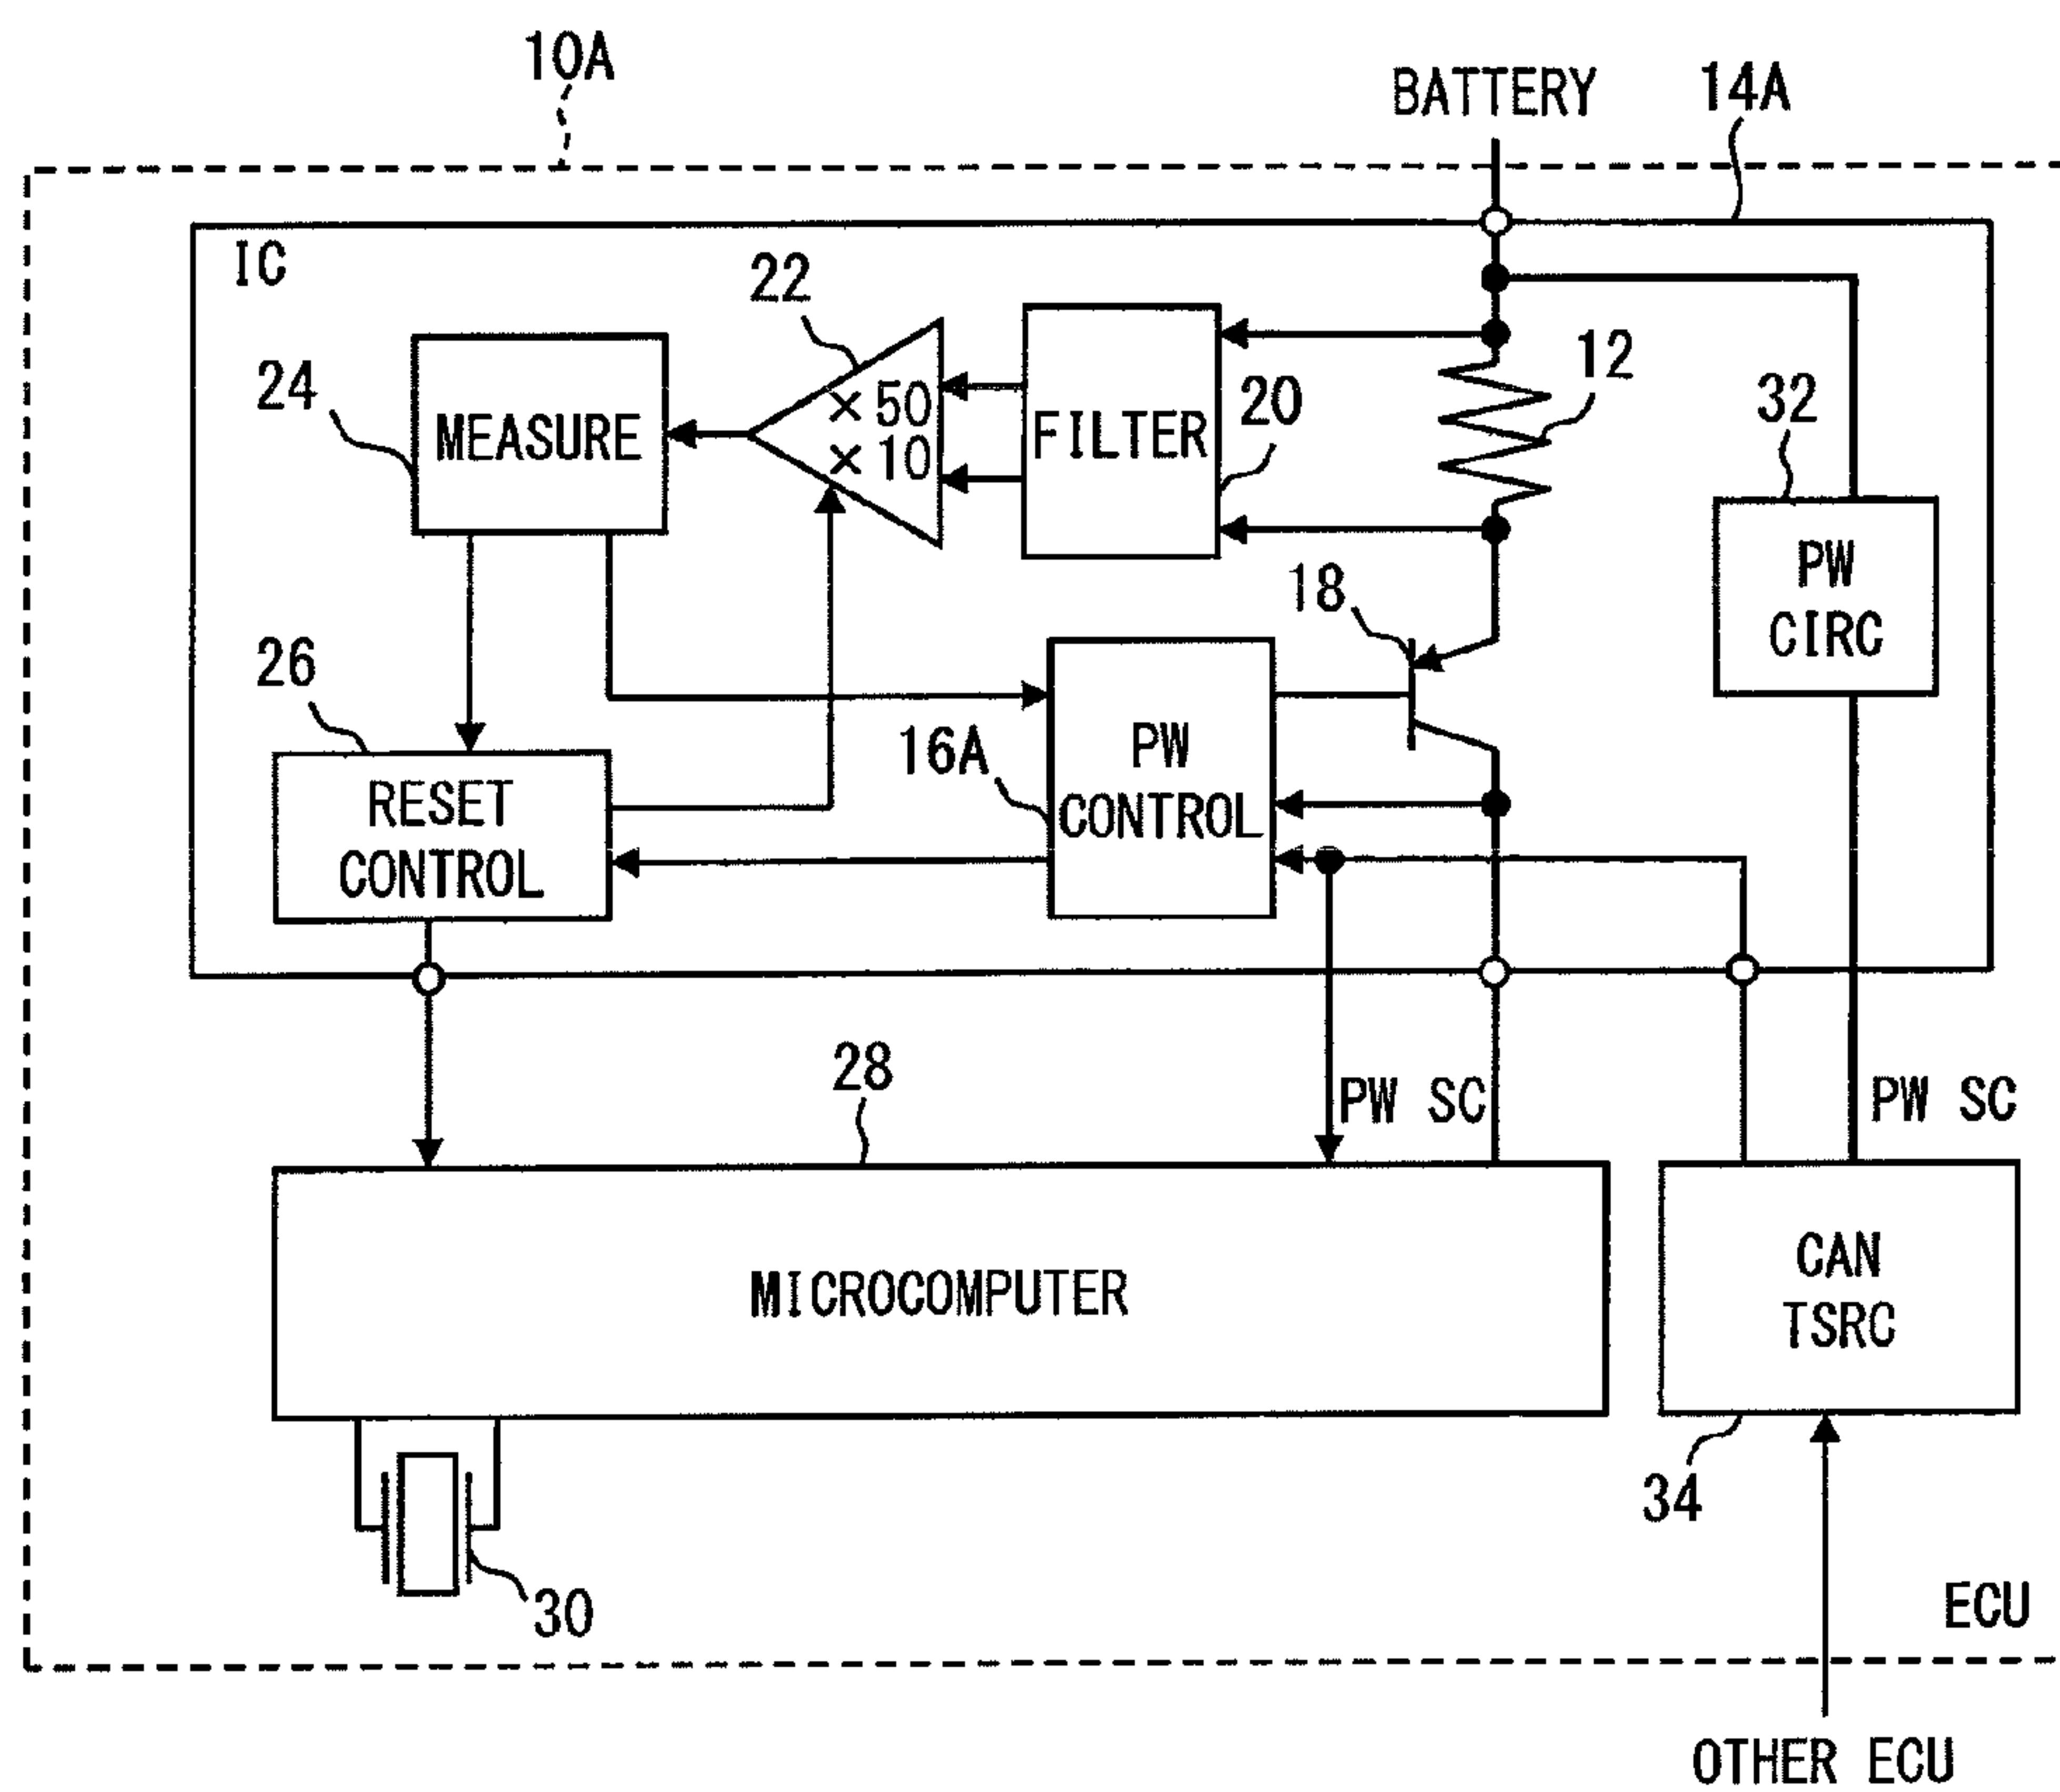 10A
BATTERY
14A
IC
22
24
MEASURE
× 50
× 10
FILTER
20
12
32
PW
CIRC
18
26
16A
PW
CONTROL
RESET
CONTROL
28
PW SC
PW SC
MICROCOMPUTER
CAN
TSRC
34
30
ECU
OTHER ECU